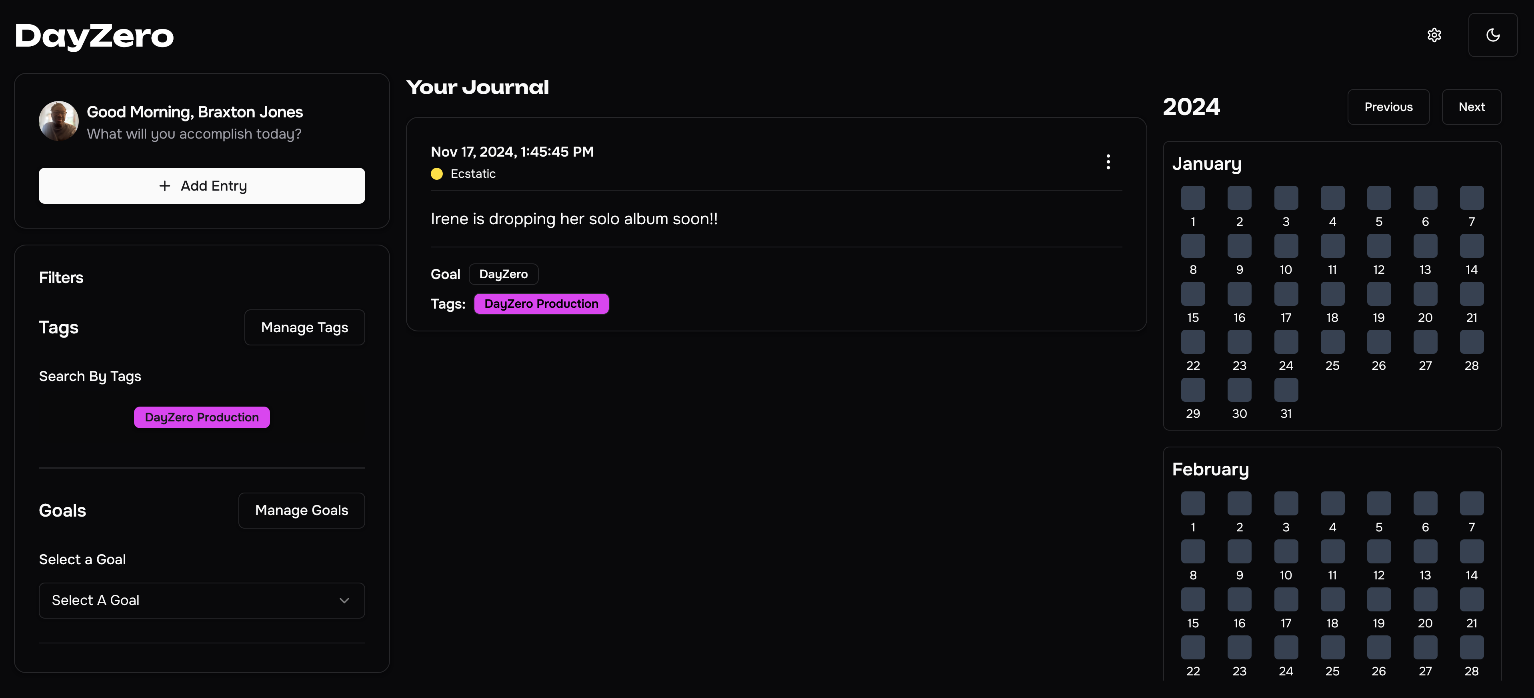 DayZero
Good Morning, Braxton Jones
What will you accomplish today?
+ Add Entry
Filters
Tags
Manage Tags
Search By Tags
DayZero Production
Goals
Manage Goals
Select a Goal
Select A Goal
Your Journal
Nov 17, 2024, 1:45:45 PM
Ecstatic
Irene is dropping her solo album soon!!
Goal DayZero
Tags: DayZero Production
2024
Previous
Next
January
1 2 3 4 5 6 7
8 9 10 11 12 13 14
15 16 17 18 19 20 21
22 23 24 25 26 27 28
29 30 31
February
1 2 3 4 5 6 7
8 9 10 11 12 13 14
15 16 17 18 19 20 21
22 23 24 25 26 27 28